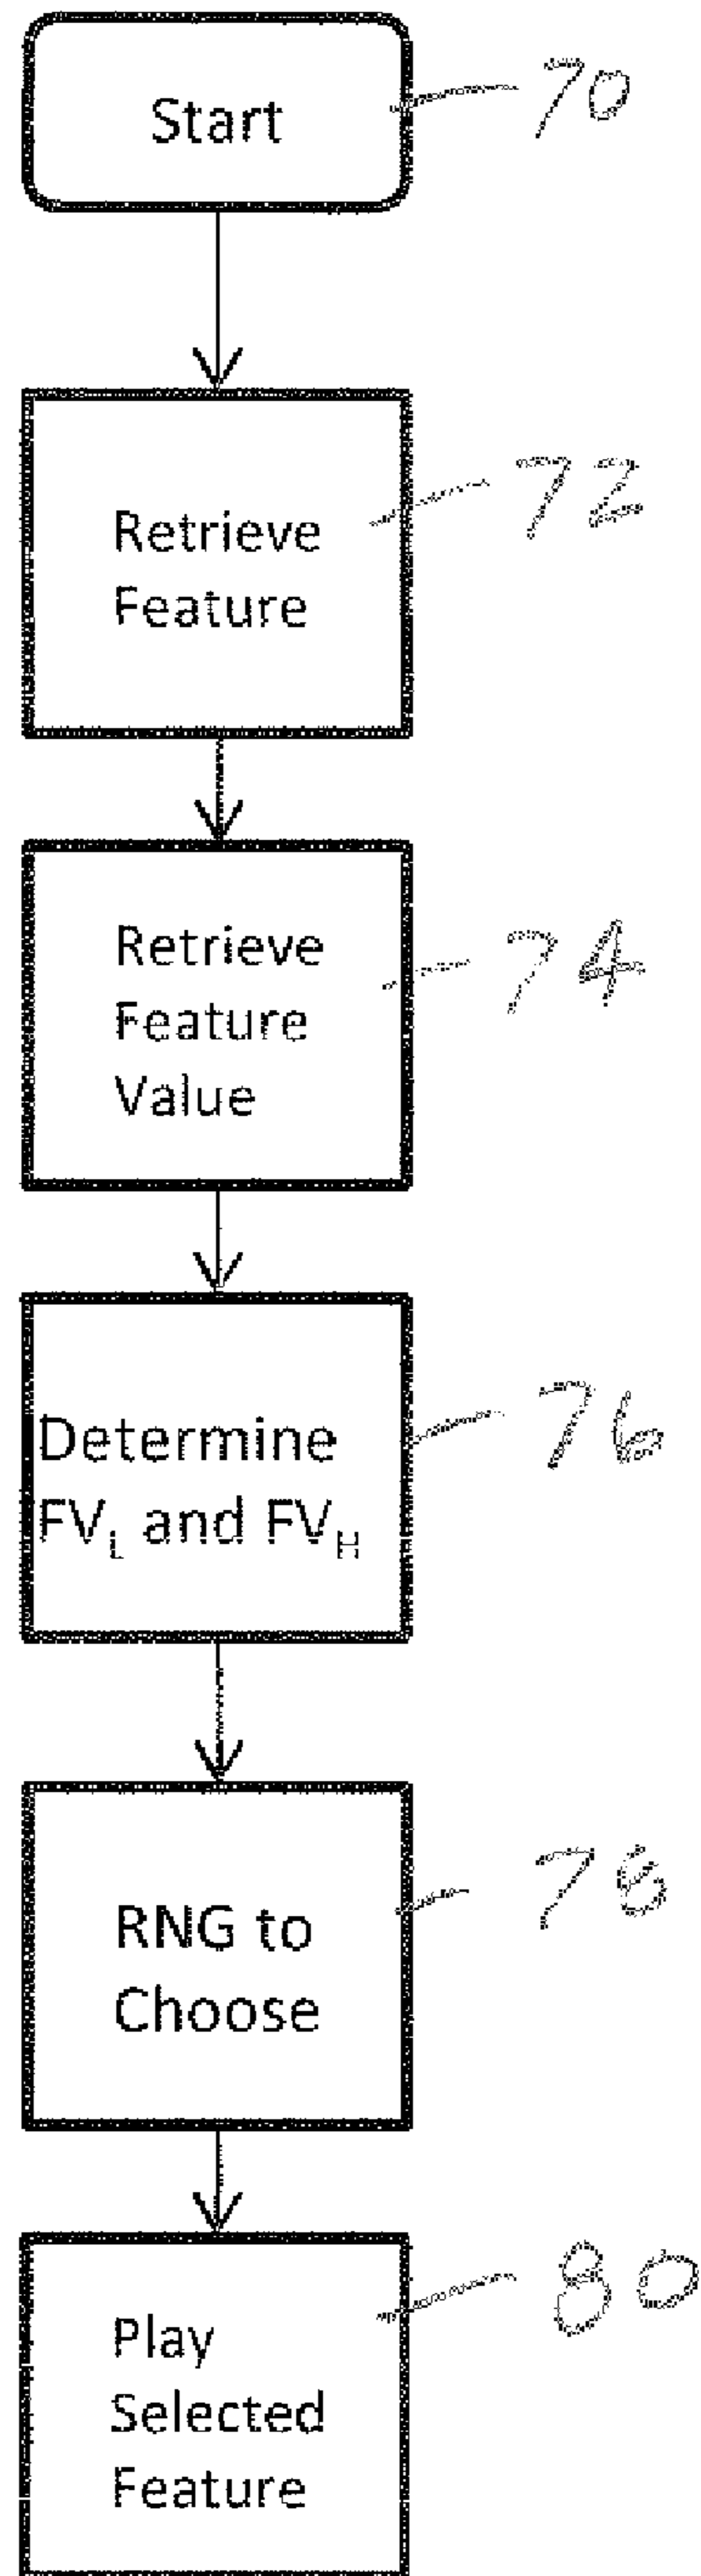 Start
70
Retrieve
Feature
72
Retrieve
Feature
Value
74
Determine
FV_L and FV_H
76
RNG to
Choose
78
Play
Selected
Feature
80